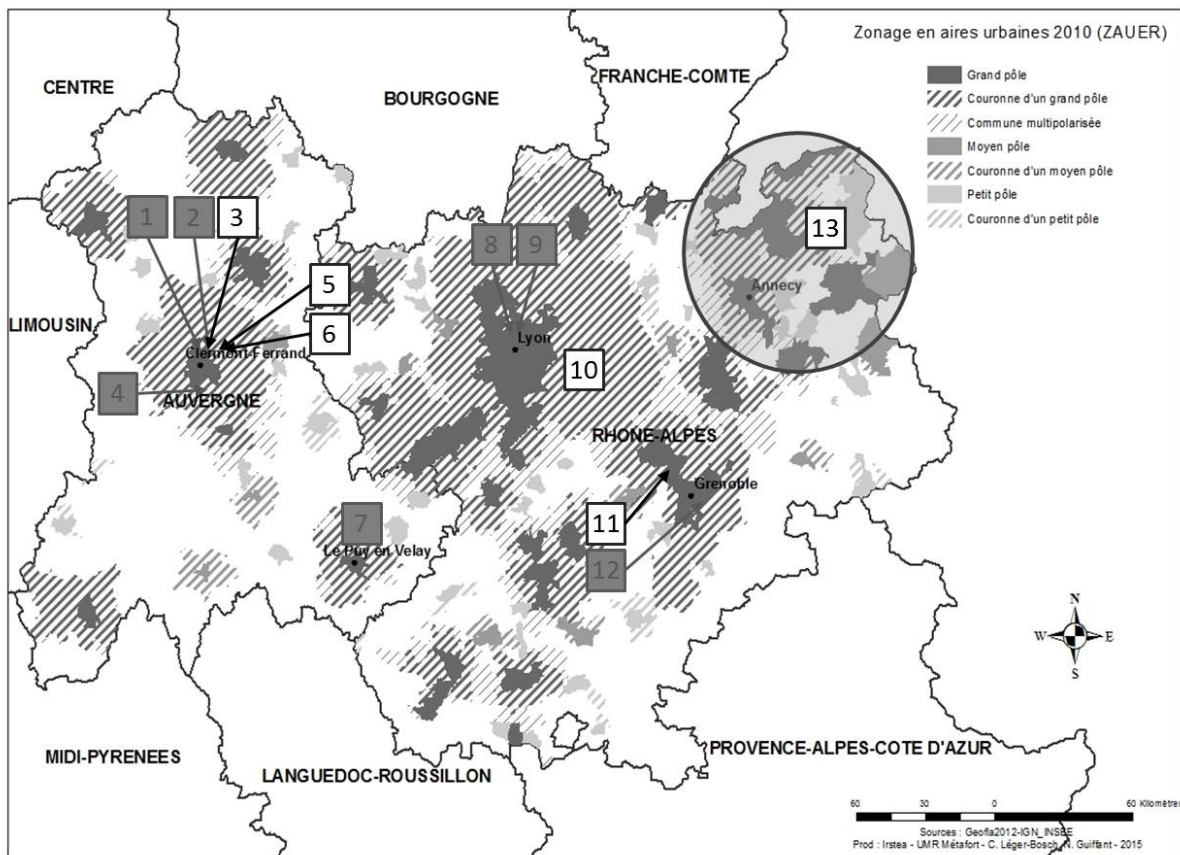 Zonage en aires urbaines 2010 (ZAUER)
Grand pôle
Couronne d'un grand pôle
Commune multipolarisée
Moyen pôle
Couronne d'un moyen pôle
Petit pôle
Couronne d'un petit pôle
CENTRE
BOURGOGNE
FRANCHE-COMTE
1
2
3
8
9
13
5
LIMOUSIN
Annecy
6
Clermont-Ferrand
Lyon
4
10
AUVERGNE
RHONE-ALPES
Grenoble
7
11
Le Puy en Velay
12
N
W
E
S
MIDI-PYRENEES
LANGUEDOC-ROUSSILLON
PROVENCE-ALPES-COTE D'AZUR
60 30 0 60 Kilomètres
Sources : Geofla2012-IGN_INSEE
Prod : Irstea - UMR Métafort - C. Léger-Bosch, N. Guiffant - 2015